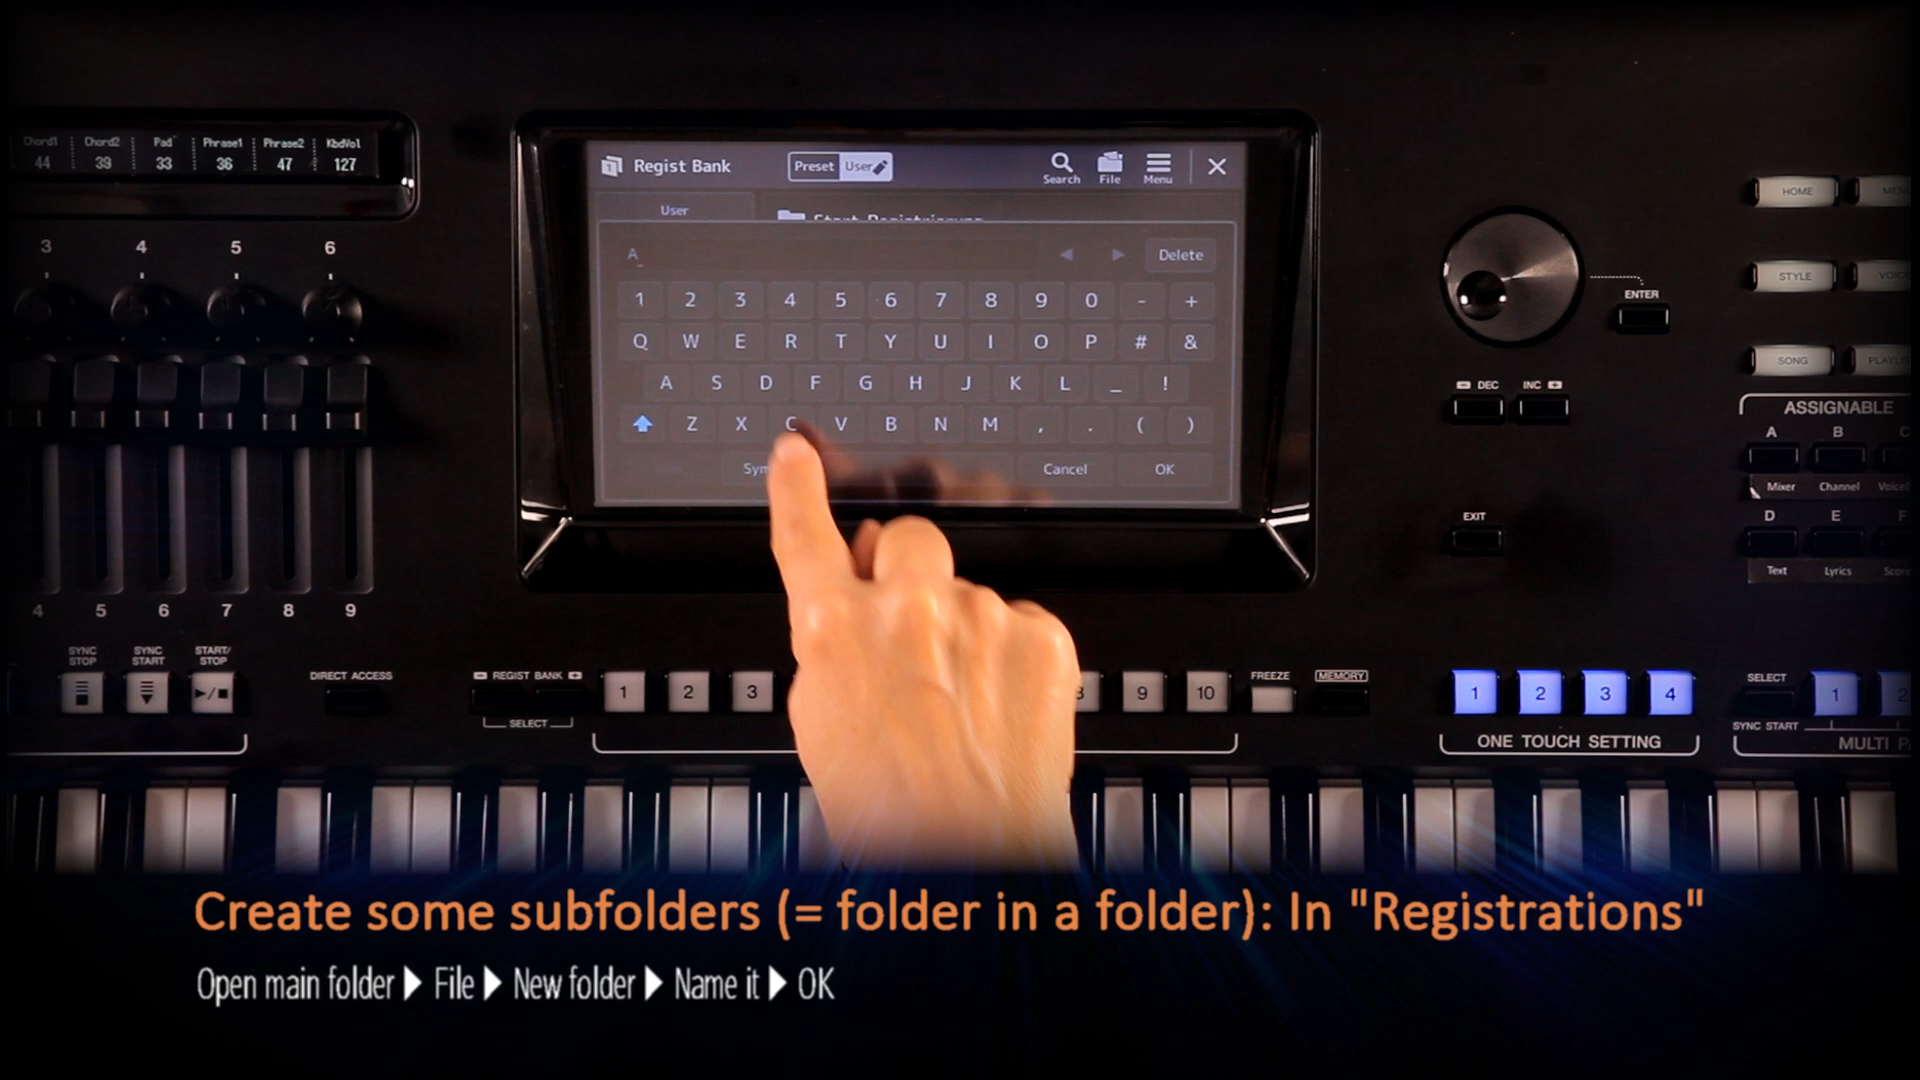 Chord1 Chord2 Pad Phrase1 Phrase2 KbdVol
44 39 33 36 47 127
3 4 5 6
4 5 6 7 8 9
SYNC STOP
SYNC START
START/STOP
DIRECT ACCESS
1 Regist Bank Preset User Search File Menu
User
A Delete
1 2 3 4 5 6 7 8 9 0 - +
Q W E R T Y U I O P # &
A S D F G H J K L _ !
Z X C V B N M , . ( )
Cancel OK
- REGIST BANK +
SELECT
1 2 3 9 10
FREEZE
MEMORY
ENTER
- DEC INC +
EXIT
HOME
STYLE
SONG
ASSIGNABLE
A B C
Mixer Channel
D E F
Text Lyrics
1 2 3 4
ONE TOUCH SETTING
SELECT
1 2
SYNC START
MULTI
Create some subfolders (= folder in a folder): In "Registrations"
Open main folder ▶ File ▶ New folder ▶ Name it ▶ OK